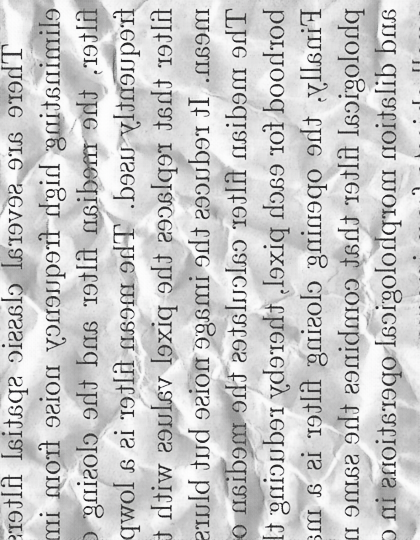 There are several classic spatial filters
eliminating high frequency noise from
filter, the median filter and the closing
frequently used. The mean filter is a lowp
filter that replaces the pixel values with
mean. It reduces the image noise but blurs
The median filter calculates the median
borhood for each pixel, thereby reducing
Finally, the opening closing filter is a ma
phological filter that combines the same
and dilation morphological operations in